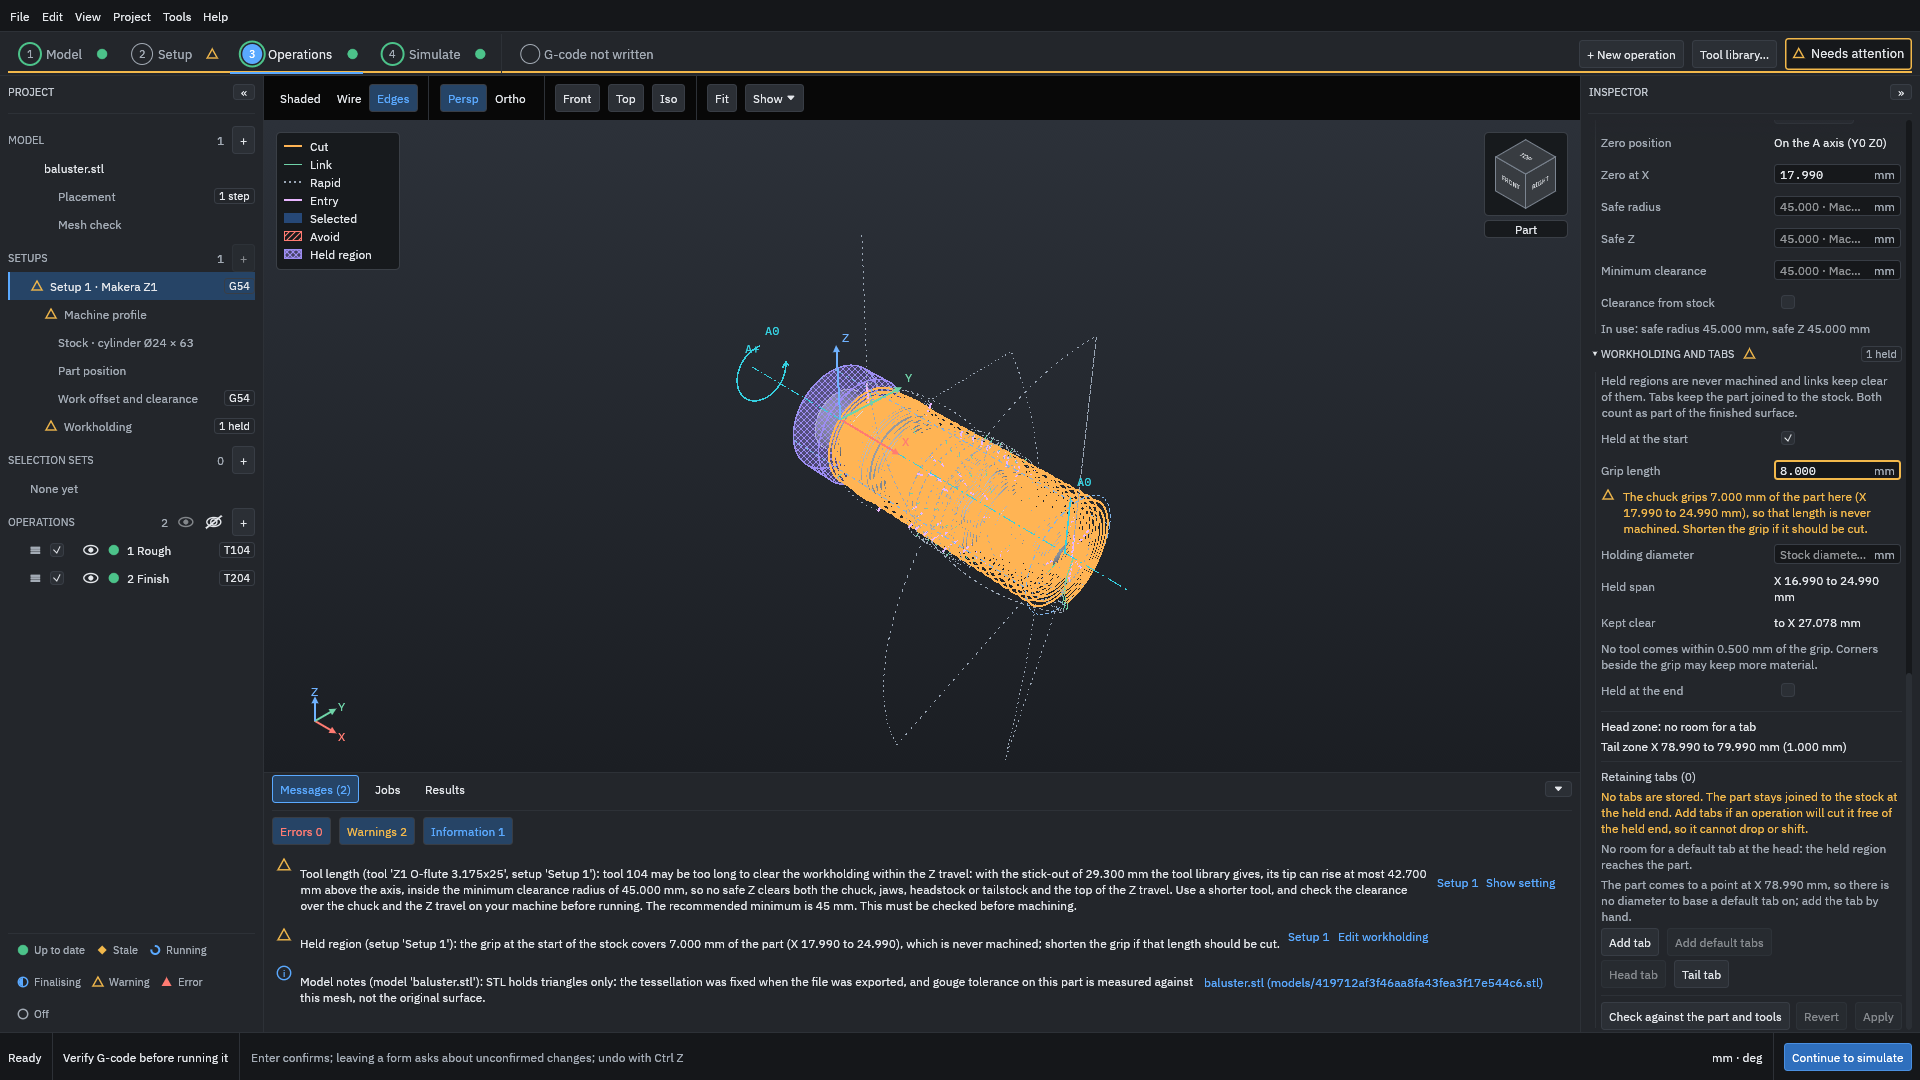 File Edit View Project Tools Help
1 Model 2 Setup 3 Operations 4 Simulate G-code not written + New operation Tool library... Needs attention
PROJECT «
MODEL 1 +
baluster.stl
Placement 1 step
Mesh check
SETUPS 1 +
Setup 1 · Makera Z1 G54
Machine profile
Stock · cylinder Ø24 × 63
Part position
Work offset and clearance G54
Workholding 1 held
SELECTION SETS 0 +
None yet
OPERATIONS 2 +
1 Rough T104
2 Finish T204
Up to date Stale Running
Finalising Warning Error
Off
Shaded Wire Edges Persp Ortho Front Top Iso Fit Show
Cut
Link
Rapid
Entry
Selected
Avoid
Held region
TOP
FRONT RIGHT
Part
A0
A+
Z
Y
X
A0
Z
Y
X
Messages (2) Jobs Results
Errors 0 Warnings 2 Information 1
Tool length (tool 'Z1 O-flute 3.175x25', setup 'Setup 1'): tool 104 may be too long to clear the workholding within the Z travel: with the stick-out of 29.300 mm the tool library gives, its tip can rise at most 42.700
mm above the axis, inside the minimum clearance radius of 45.000 mm, so no safe Z clears both the chuck, jaws, headstock or tailstock and the top of the Z travel. Use a shorter tool, and check the clearance
over the chuck and the Z travel on your machine before running. The recommended minimum is 45 mm. This must be checked before machining.
Setup 1 Show setting
Held region (setup 'Setup 1'): the grip at the start of the stock covers 7.000 mm of the part (X 17.990 to 24.990), which is never machined; shorten the grip if that length should be cut.
Setup 1 Edit workholding
Model notes (model 'baluster.stl'): STL holds triangles only: the tessellation was fixed when the file was exported, and gouge tolerance on this part is measured against
this mesh, not the original surface.
baluster.stl (models/419712af3f46aa8fa43fea3f17e544c6.stl)
INSPECTOR »
Zero position On the A axis (Y0 Z0)
Zero at X 17.990 mm
Safe radius 45.000 · Mac... mm
Safe Z 45.000 · Mac... mm
Minimum clearance 45.000 · Mac... mm
Clearance from stock
In use: safe radius 45.000 mm, safe Z 45.000 mm
WORKHOLDING AND TABS 1 held
Held regions are never machined and links keep clear
of them. Tabs keep the part joined to the stock. Both
count as part of the finished surface.
Held at the start
Grip length 8.000 mm
The chuck grips 7.000 mm of the part here (X
17.990 to 24.990 mm), so that length is never
machined. Shorten the grip if it should be cut.
Holding diameter Stock diamete... mm
Held span X 16.990 to 24.990
mm
Kept clear to X 27.078 mm
No tool comes within 0.500 mm of the grip. Corners
beside the grip may keep more material.
Held at the end
Head zone: no room for a tab
Tail zone X 78.990 to 79.990 mm (1.000 mm)
Retaining tabs (0)
No tabs are stored. The part stays joined to the stock at
the held end. Add tabs if an operation will cut it free of
the held end, so it cannot drop or shift.
No room for a default tab at the head: the held region
reaches the part.
The part comes to a point at X 78.990 mm, so there is
no diameter to base a default tab on; add the tab by
hand.
Add tab Add default tabs
Head tab Tail tab
Check against the part and tools Revert Apply
Ready Verify G-code before running it Enter confirms; leaving a form asks about unconfirmed changes; undo with Ctrl Z mm · deg Continue to simulate